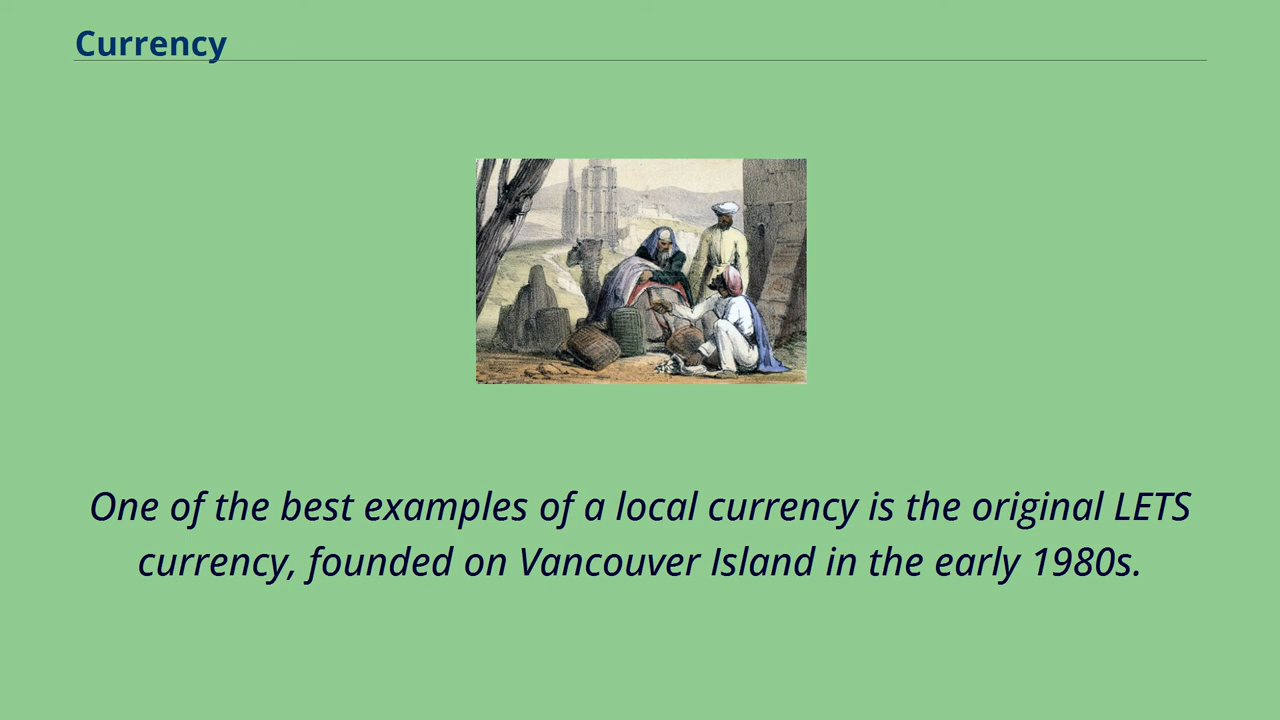 Currency
One of the best examples of a local currency is the original LETS
currency, founded on Vancouver Island in the early 1980s.